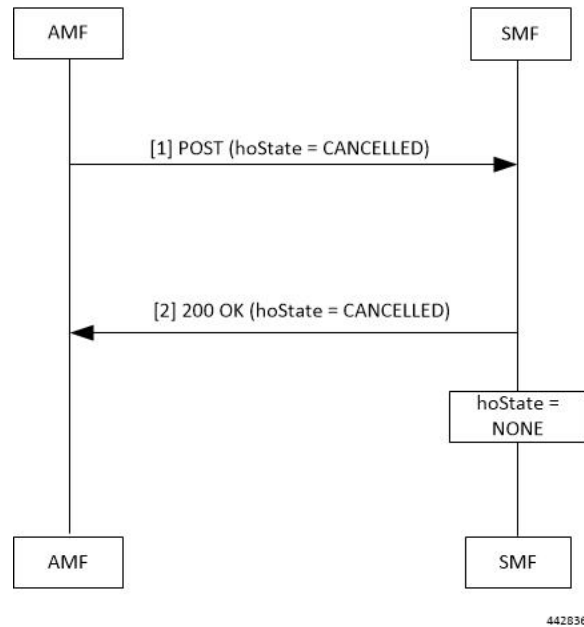 AMF
SMF
[1] POST (hoState = CANCELLED)
[2] 200 OK (hoState = CANCELLED)
hoState =
NONE
AMF
SMF
442836